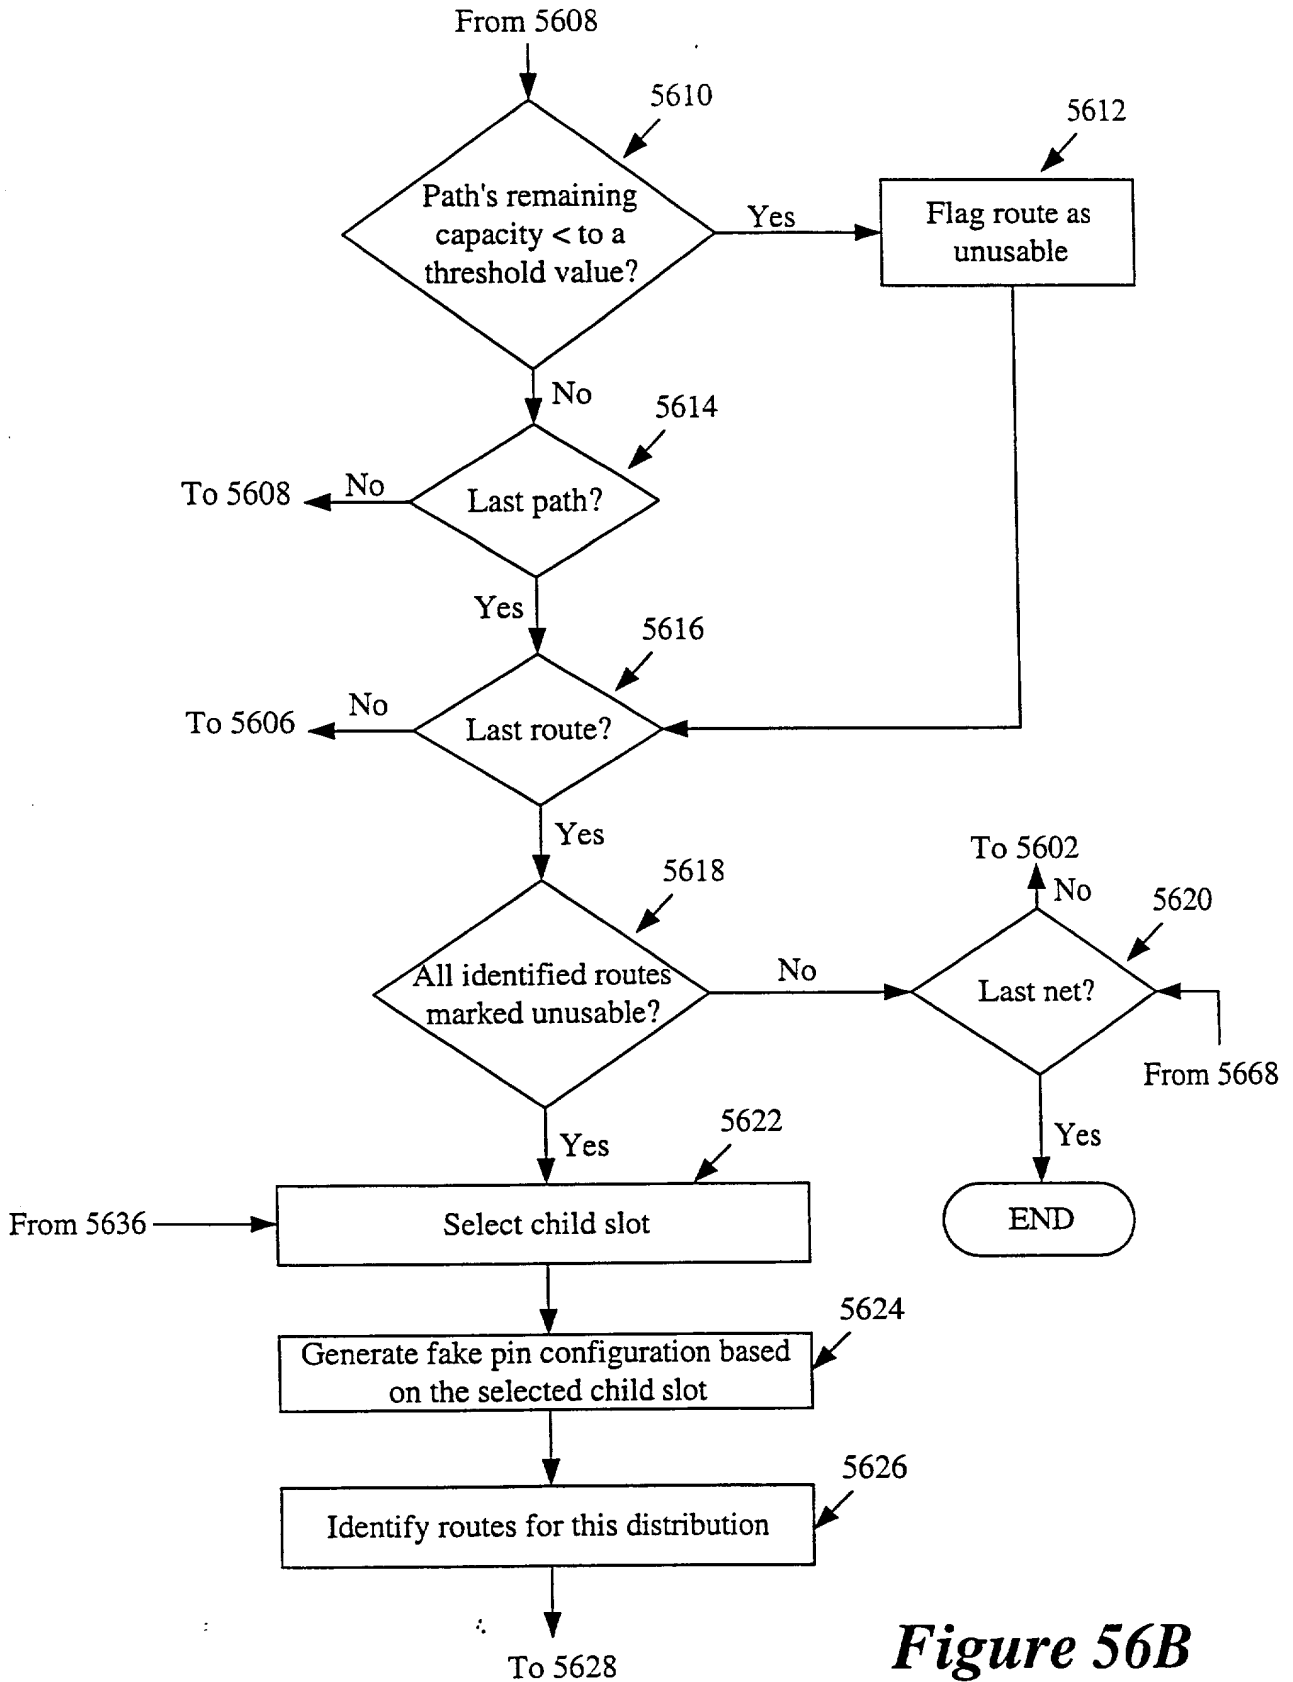 From 5608
5610
5612
Path's remaining
capacity < to a
threshold value?
Yes
Flag route as
unusable
No
5614
To 5608
No
Last path?
Yes
5616
To 5606
No
Last route?
Yes
To 5602
No
5618
5620
All identified routes
marked unusable?
No
Last net?
From 5668
Yes
5622
Yes
From 5636
Select child slot
END
5624
Generate fake pin configuration based
on the selected child slot
5626
Identify routes for this distribution
To 5628
Figure 56B